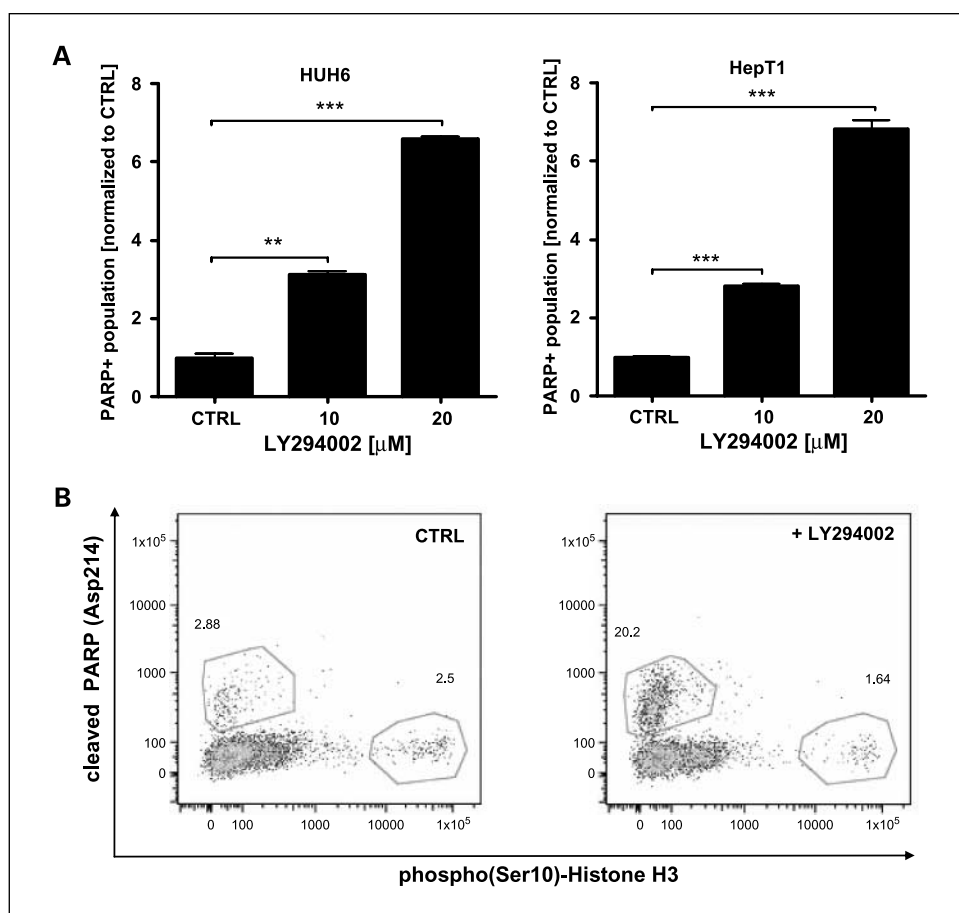 A
HUH6
PARP+ population [normalized to CTRL]
8
6
4
2
0
***
**
CTRL
10
20
LY294002 [μM]
HepT1
PARP+ population [normalized to CTRL]
8
6
4
2
0
***
***
CTRL
10
20
LY294002 [μM]
B
cleaved PARP (Asp214)
CTRL
1x10⁵
10000
1000
100
0
2.88
2.5
0 100 1000 10000 1x10⁵
+ LY294002
1x10⁵
10000
1000
100
0
20.2
1.64
0 100 1000 10000 1x10⁵
phospho(Ser10)-Histone H3